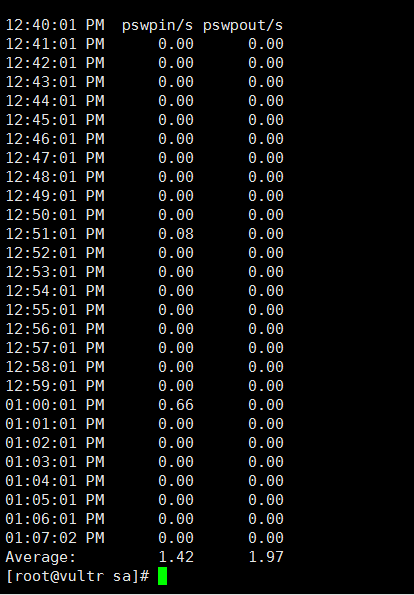 12:40:01 PM  pswpin/s pswpout/s
12:41:01 PM      0.00      0.00
12:42:01 PM      0.00      0.00
12:43:01 PM      0.00      0.00
12:44:01 PM      0.00      0.00
12:45:01 PM      0.00      0.00
12:46:01 PM      0.00      0.00
12:47:01 PM      0.00      0.00
12:48:01 PM      0.00      0.00
12:49:01 PM      0.00      0.00
12:50:01 PM      0.00      0.00
12:51:01 PM      0.08      0.00
12:52:01 PM      0.00      0.00
12:53:01 PM      0.00      0.00
12:54:01 PM      0.00      0.00
12:55:01 PM      0.00      0.00
12:56:01 PM      0.00      0.00
12:57:01 PM      0.00      0.00
12:58:01 PM      0.00      0.00
12:59:01 PM      0.00      0.00
01:00:01 PM      0.66      0.00
01:01:01 PM      0.00      0.00
01:02:01 PM      0.00      0.00
01:03:01 PM      0.00      0.00
01:04:01 PM      0.00      0.00
01:05:01 PM      0.00      0.00
01:06:01 PM      0.00      0.00
01:07:02 PM      0.00      0.00
Average:         1.42      1.97
[root@vultr sa]#